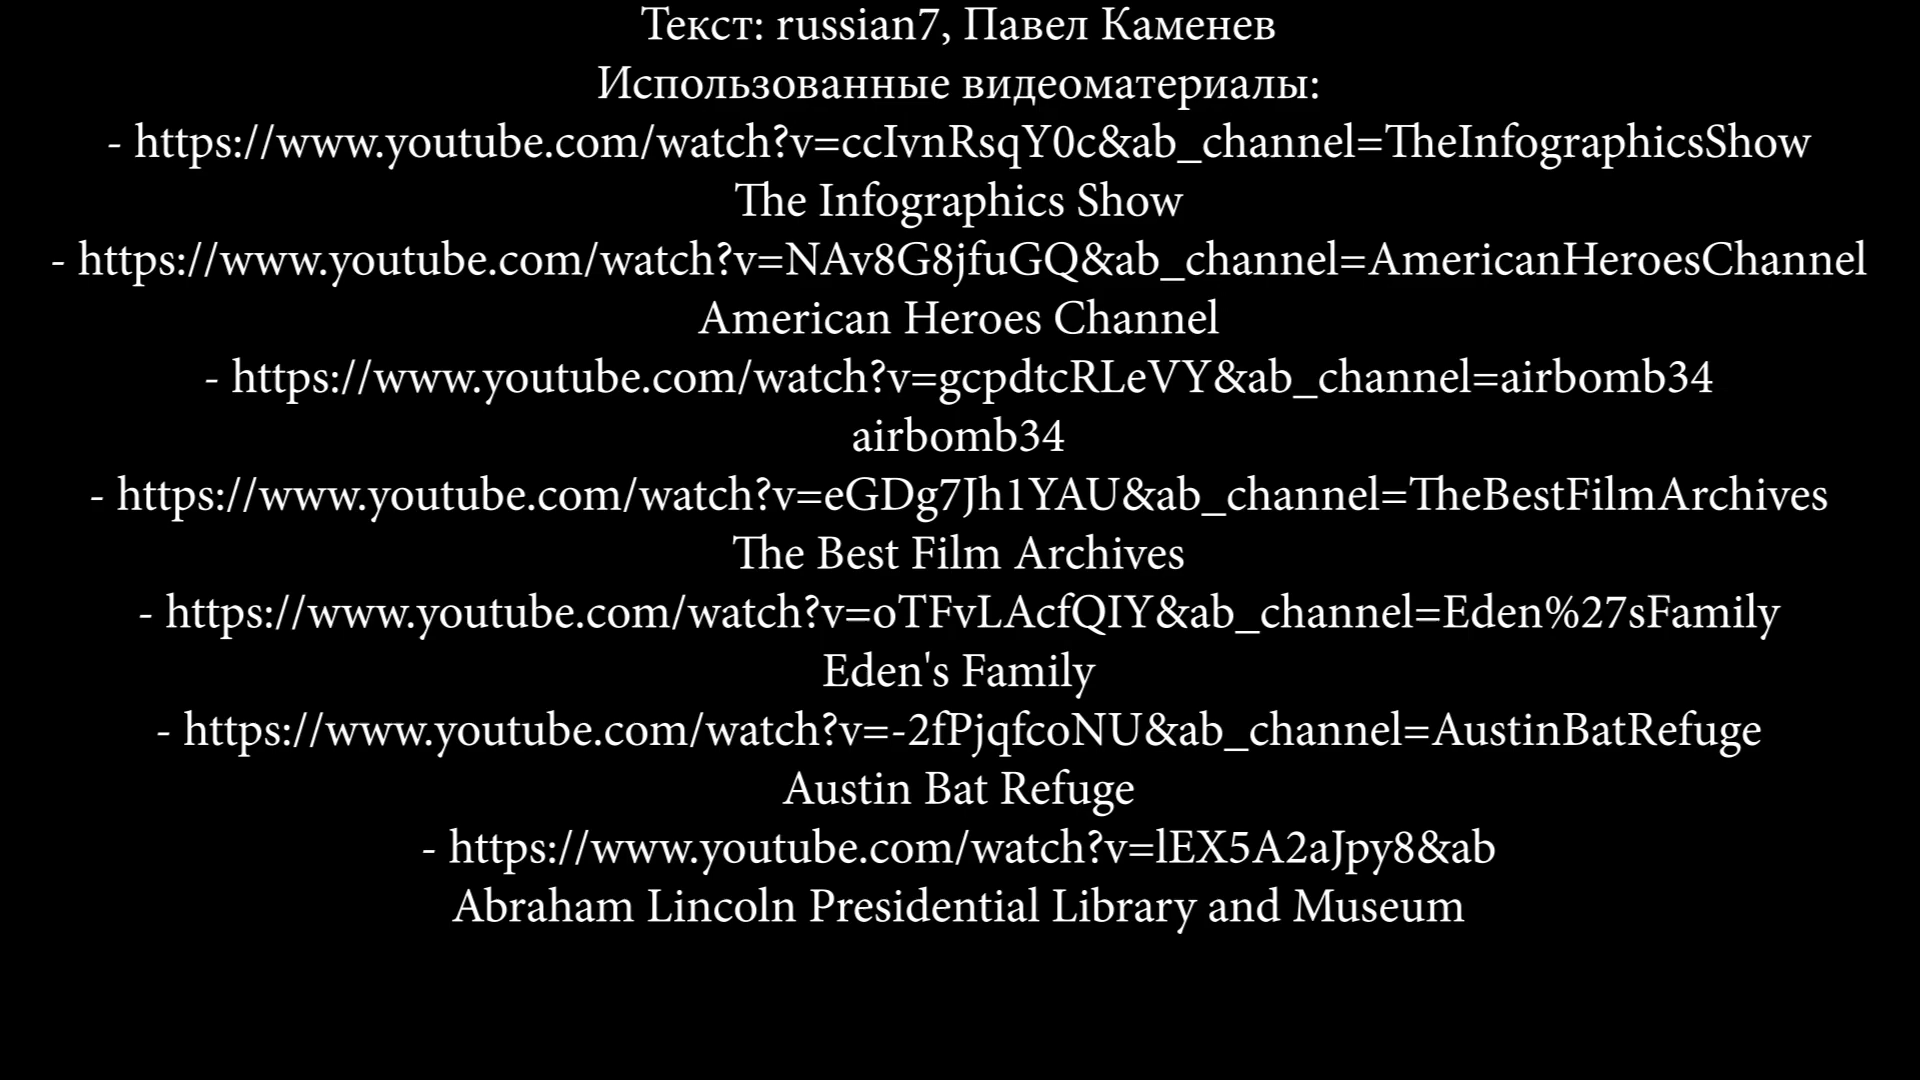 Текст: russian7, Павел Каменев
Использованные видеоматериалы:
- https://www.youtube.com/watch?v=ccIvnRsqY0c&ab_channel=TheInfographicsShow
The Infographics Show
- https://www.youtube.com/watch?v=NAv8G8jfuGQ&ab_channel=AmericanHeroesChannel
American Heroes Channel
- https://www.youtube.com/watch?v=gcpdtcRLeVY&ab_channel=airbomb34
airbomb34
- https://www.youtube.com/watch?v=eGDg7Jh1YAU&ab_channel=TheBestFilmArchives
The Best Film Archives
- https://www.youtube.com/watch?v=oTFvLAcfQIY&ab_channel=Eden%27sFamily
Eden's Family
- https://www.youtube.com/watch?v=-2fPjqfcoNU&ab_channel=AustinBatRefuge
Austin Bat Refuge
- https://www.youtube.com/watch?v=lEX5A2aJpy8&ab
Abraham Lincoln Presidential Library and Museum